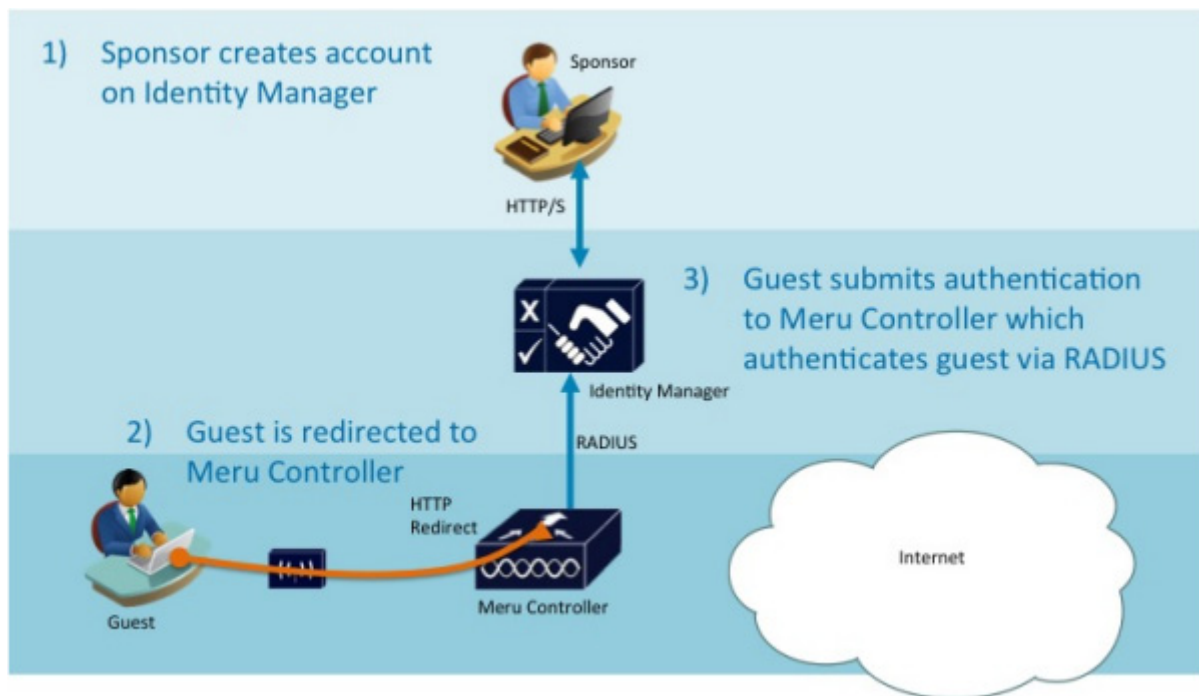 1) Sponsor creates account
on Identity Manager
Sponsor
HTTP/S
3) Guest submits authentication
to Meru Controller which
authenticates guest via RADIUS
Identity Manager
2) Guest is redirected to
Meru Controller
RADIUS
HTTP
Redirect
Internet
Meru Controller
Guest